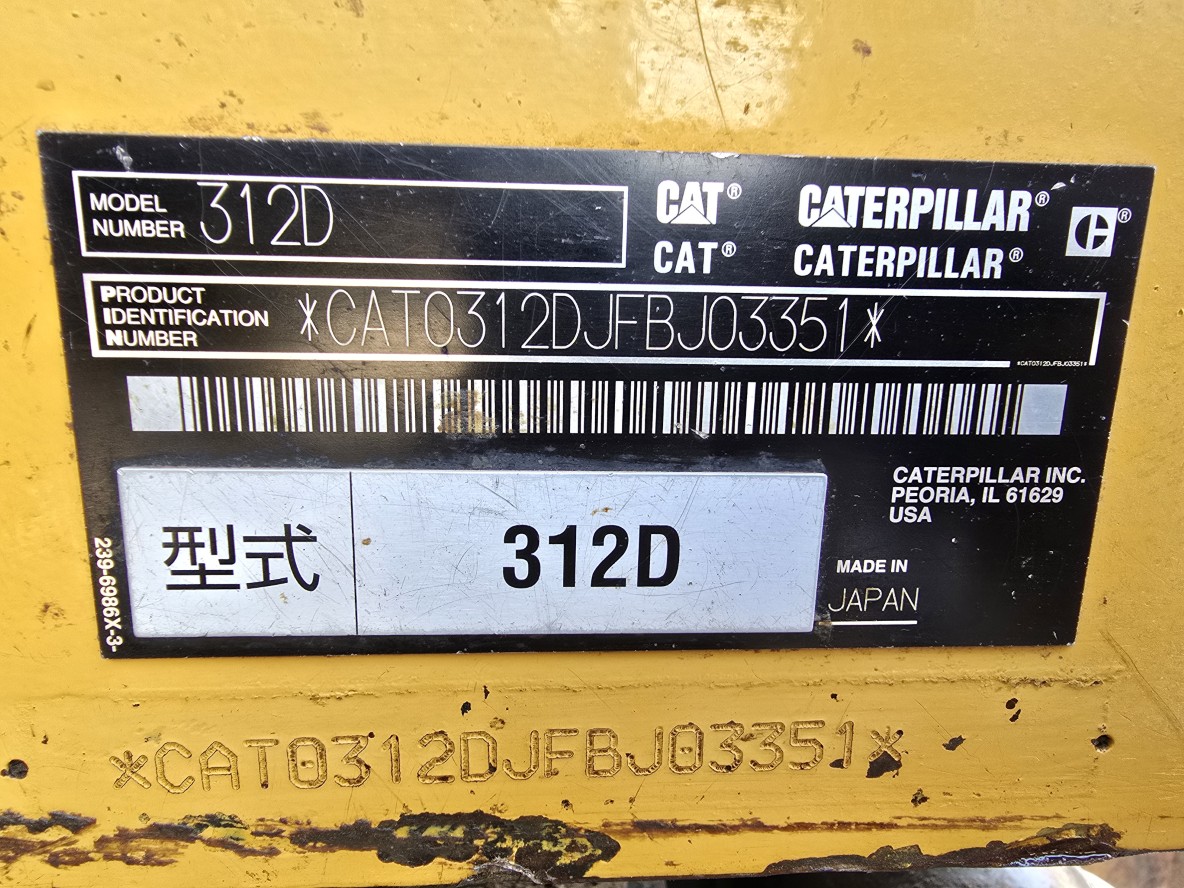 MODEL
NUMBER 312D
CAT® CATERPILLAR® ®
CAT® CATERPILLAR®
PRODUCT
IDENTIFICATION
NUMBER
*CAT0312DJFBJ03351*
*CAT0312DJFBJ03351*
CATERPILLAR INC.
PEORIA, IL 61629
USA
型式 312D
MADE IN
JAPAN
239-6986X-3-
*CAT0312DJFBJ03351*